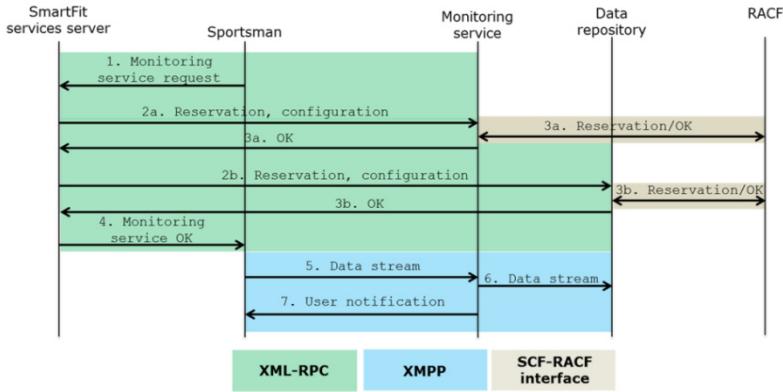 SmartFit
services server
Sportsman
Monitoring
service
Data
repository
RACF
1. Monitoring
service request
2a. Reservation, configuration
3a. Reservation/OK
3a. OK
2b. Reservation, configuration
3b. Reservation/OK
3b. OK
4. Monitoring
service OK
5. Data stream
6. Data stream
7. User notification
XML-RPC
XMPP
SCF-RACF
interface